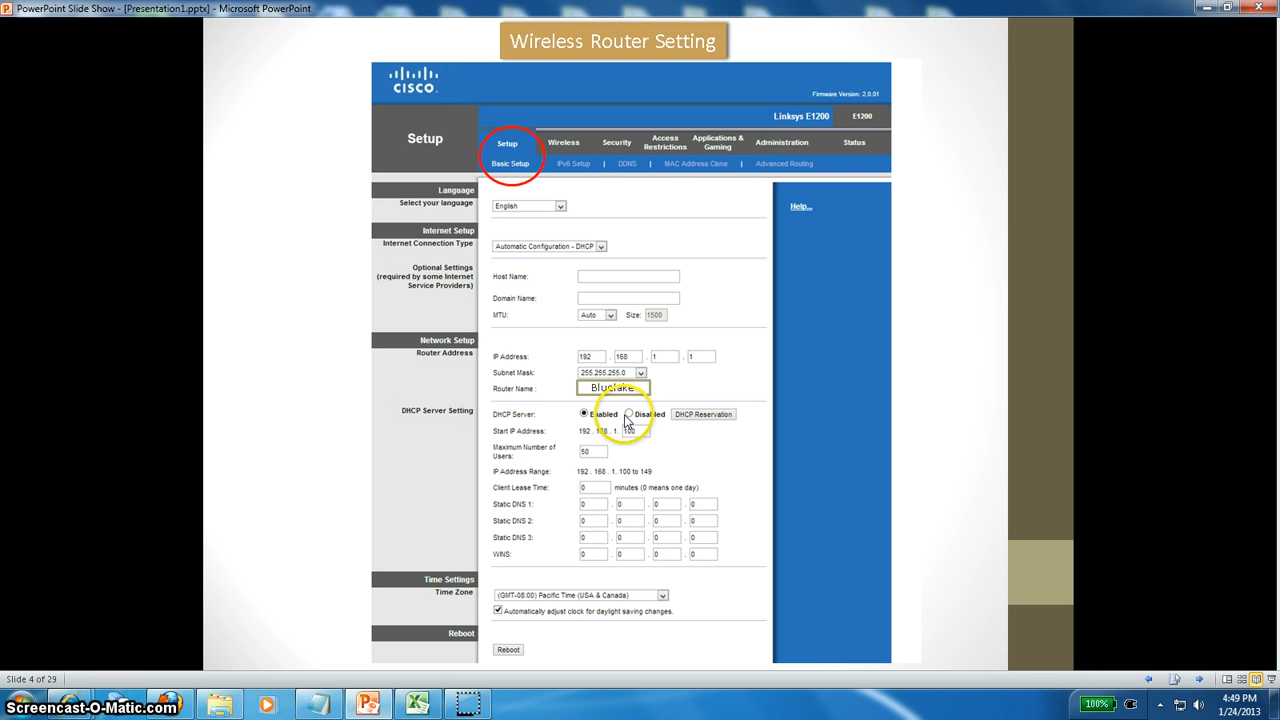 PowerPoint Slide Show - [Presentation1.pptx] - Microsoft PowerPoint
Wireless Router Setting
CISCO.
Firmware Version: 2.0.01
Linksys E1200 E1200
Setup
Setup Wireless Security Access Restrictions Applications & Gaming Administration Status
Basic Setup IPv6 Setup | DDNS | MAC Address Clone | Advanced Routing
Language
Select your language English
Help...
Internet Setup
Internet Connection Type Automatic Configuration - DHCP
Optional Settings
(required by some Internet
Service Providers)
Host Name:
Domain Name:
MTU: Auto Size: 1500
Network Setup
Router Address
IP Address: 192 . 168 . 1 . 1
Subnet Mask: 255.255.255.0
Router Name : Bluelake
DHCP Server Setting
DHCP Server: Enabled Disabled DHCP Reservation
Start IP Address: 192 . 168 . 1. 100
Maximum Number of
Users: 50
IP Address Range: 192 . 168 . 1. 100 to 149
Client Lease Time: 0 minutes (0 means one day)
Static DNS 1: 0 . 0 . 0 . 0
Static DNS 2: 0 . 0 . 0 . 0
Static DNS 3: 0 . 0 . 0 . 0
WINS: 0 . 0 . 0 . 0
Time Settings
Time Zone (GMT-08:00) Pacific Time (USA & Canada)
Automatically adjust clock for daylight saving changes.
Reboot
Reboot
Slide 4 of 29
Screencast-O-Matic.com
100%
4:49 PM
1/24/2013